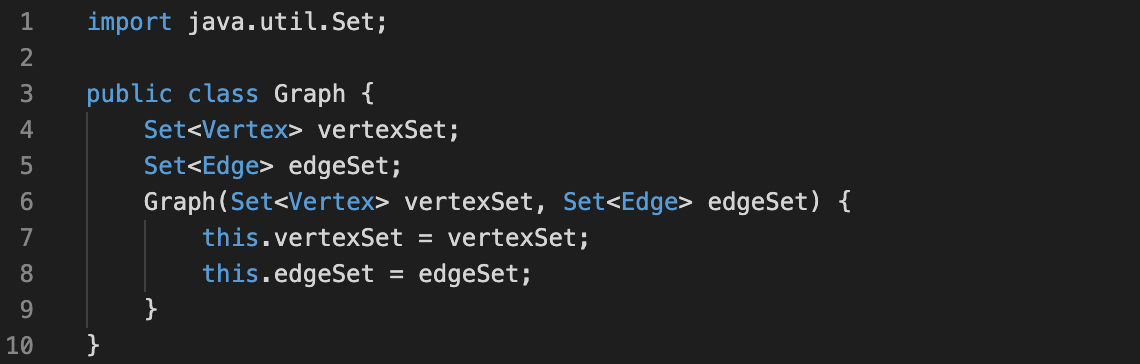 1 import java.util.Set;
2
3 public class Graph {
4 Set<Vertex> vertexSet;
5 Set<Edge> edgeSet;
6 Graph(Set<Vertex> vertexSet, Set<Edge> edgeSet) {
7 this.vertexSet = vertexSet;
8 this.edgeSet = edgeSet;
9 }
10 }